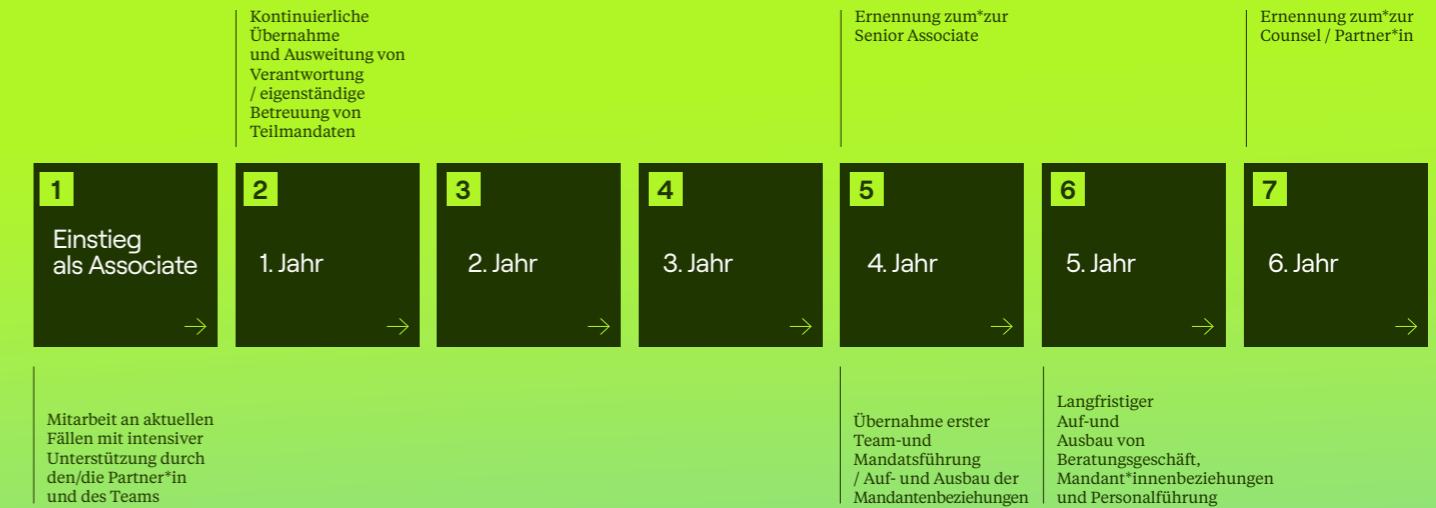 Kontinuierliche
Übernahme
und Ausweitung von
Verantwortung
/ eigenständige
Betreuung von
Teilmandaten
Ernennung zum*zur
Senior Associate
Ernennung zum*zur
Counsel / Partner*in
1
Einstieg
als Associate
2
1. Jahr
3
2. Jahr
4
3. Jahr
5
4. Jahr
6
5. Jahr
7
6. Jahr
Mitarbeit an aktuellen
Fällen mit intensiver
Unterstützung durch
den/die Partner*in
und des Teams
Übernahme erster
Team-und
Mandatsführung
/ Auf- und Ausbau der
Mandantenbeziehungen
Langfristiger
Auf-und
Ausbau von
Beratungsgeschäft,
Mandant*innenbeziehungen
und Personalführung